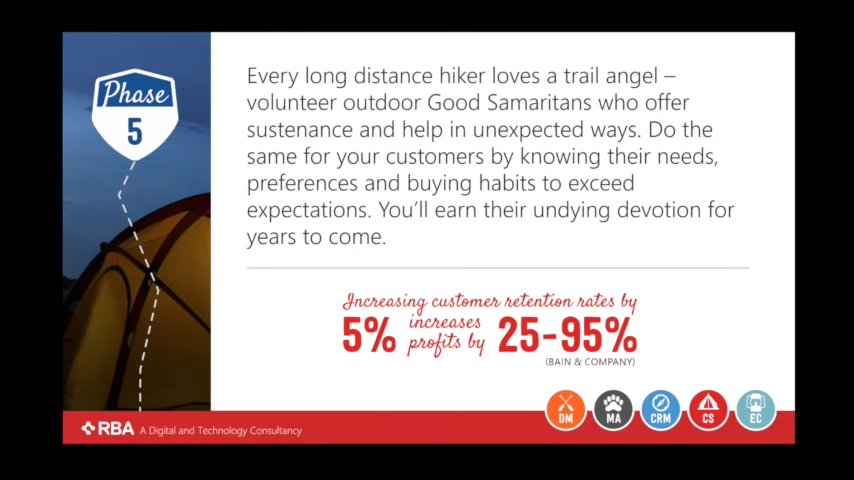 Phase
5
Every long distance hiker loves a trail angel –
volunteer outdoor Good Samaritans who offer
sustenance and help in unexpected ways. Do the
same for your customers by knowing their needs,
preferences and buying habits to exceed
expectations. You'll earn their undying devotion for
years to come.
Increasing customer retention rates by
5% increases profits by 25-95%
(BAIN & COMPANY)
DM MA CRM CS EC
RBA A Digital and Technology Consultancy